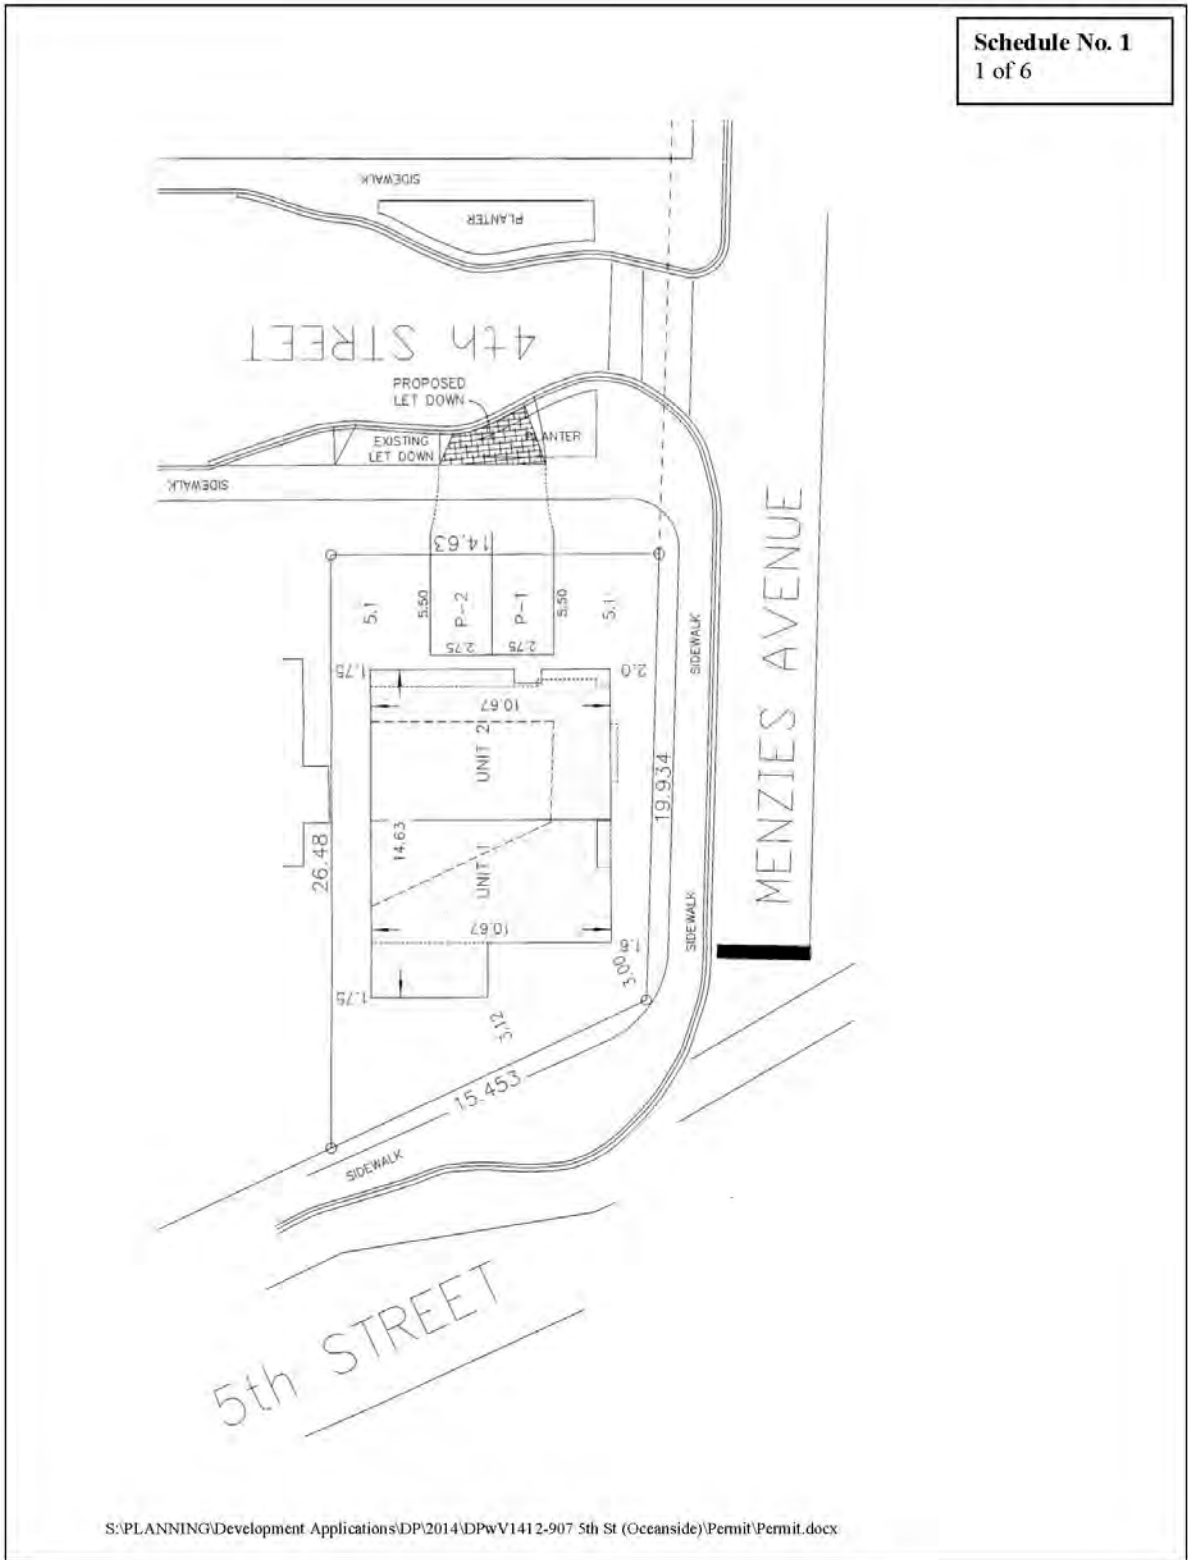 Schedule No. 1
1 of 6
SIDEWALK
PLANTER
4th STREET
PROPOSED
LET DOWN
EXISTING
LET DOWN
PLANTER
SIDEWALK
14.63
5.1
5.50
P-2
P-1
5.50
5.1
2.75
2.75
1.75
2.0
10.67
UNIT 2
19.934
SIDEWALK
MENZIES AVENUE
14.63
26.48
UNIT 1
10.67
SIDEWALK
1.6
3.00
1.75
3.12
15.453
SIDEWALK
5th STREET
S:\PLANNING\Development Applications\DP\2014\DPwV1412-907 5th St (Oceanside)\Permit\Permit.docx